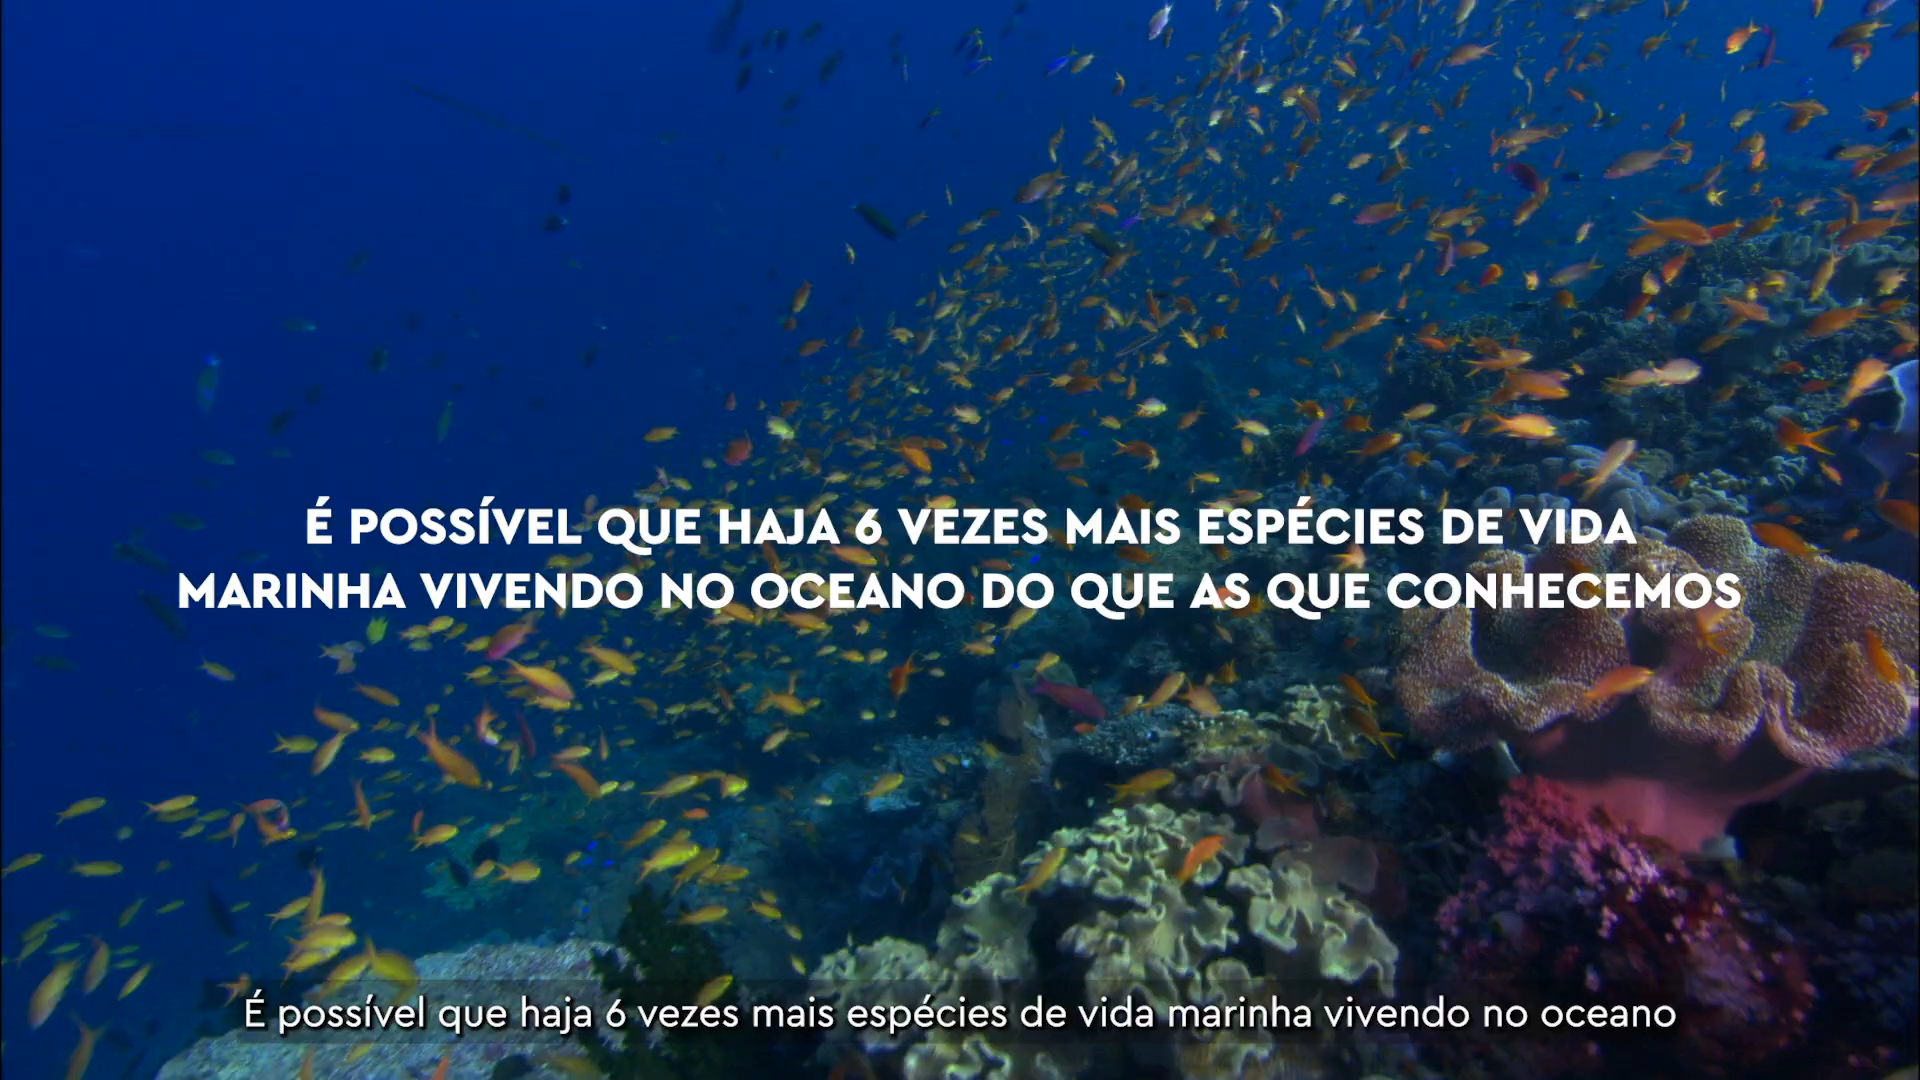 É POSSÍVEL QUE HAJA 6 VEZES MAIS ESPÉCIES DE VIDA
MARINHA VIVENDO NO OCEANO DO QUE AS QUE CONHECEMOS
É possível que haja 6 vezes mais espécies de vida marinha vivendo no oceano